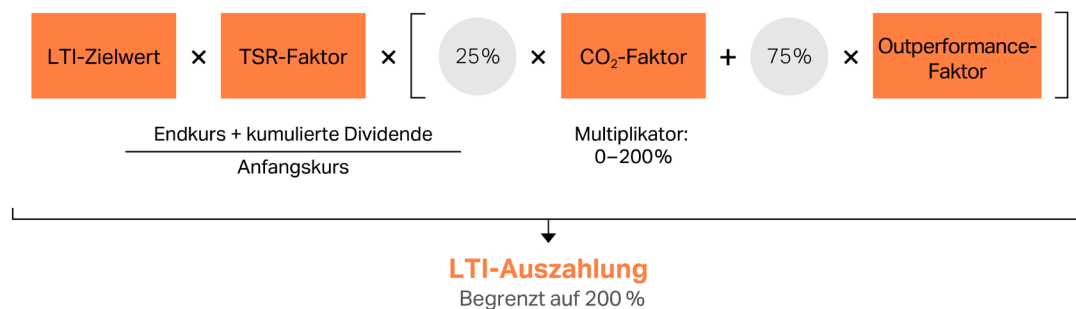 LTI-Zielwert × TSR-Faktor × [ 25% × CO₂-Faktor + 75% × Outperformance-
Faktor ]
Endkurs + kumulierte Dividende
Anfangskurs
Multiplikator:
0–200%
LTI-Auszahlung
Begrenzt auf 200 %